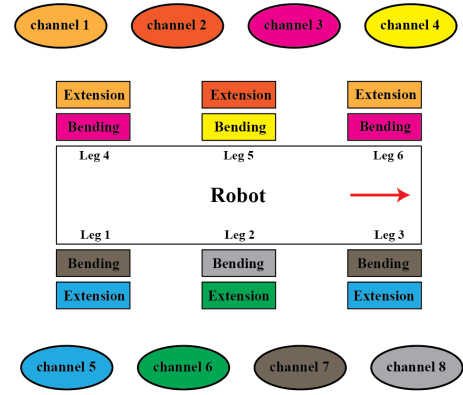 channel 1
channel 2
channel 3
channel 4
Extension
Extension
Extension
Bending
Bending
Bending
Leg 4
Leg 5
Leg 6
Robot
Leg 1
Leg 2
Leg 3
Bending
Bending
Bending
Extension
Extension
Extension
channel 5
channel 6
channel 7
channel 8